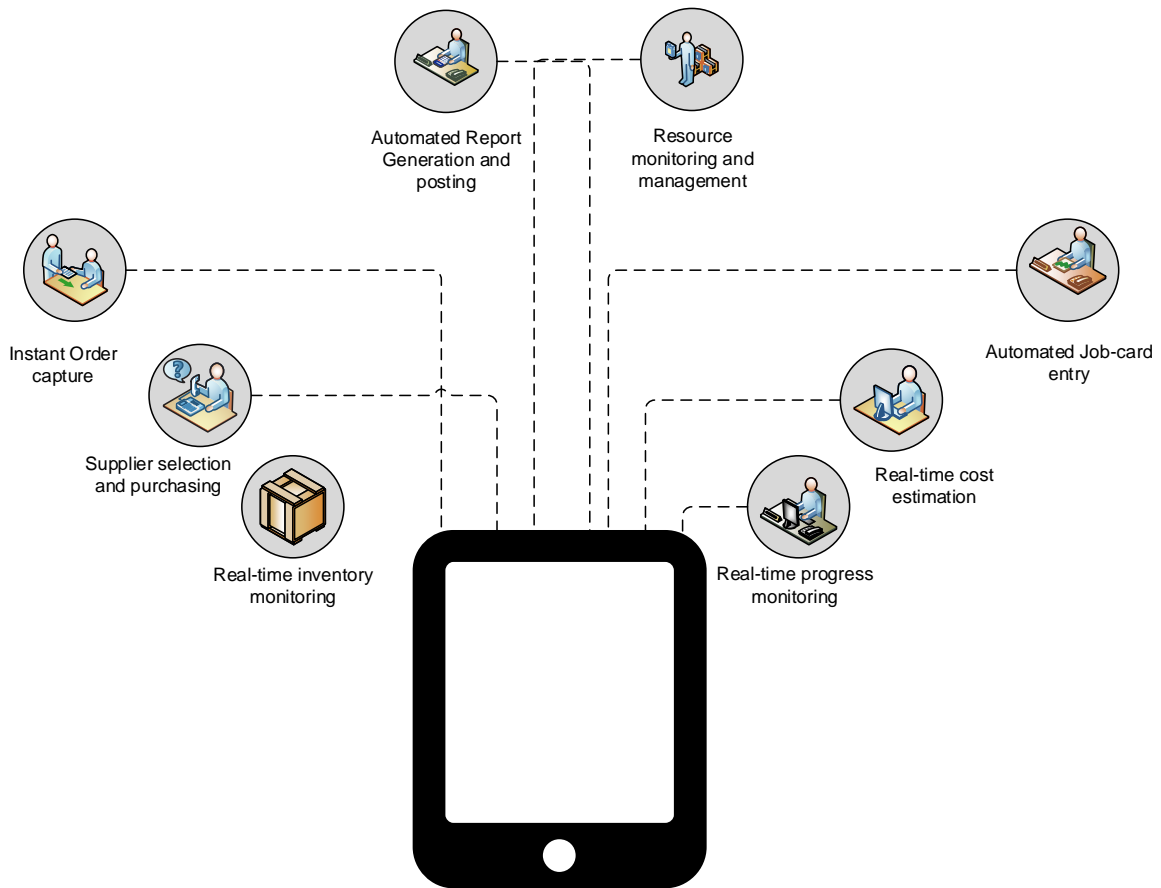 Automated Report
Generation and
posting
Resource
monitoring and
management
Instant Order
capture
Automated Job-card
entry
Supplier selection
and purchasing
Real-time cost
estimation
Real-time inventory
monitoring
Real-time progress
monitoring
?